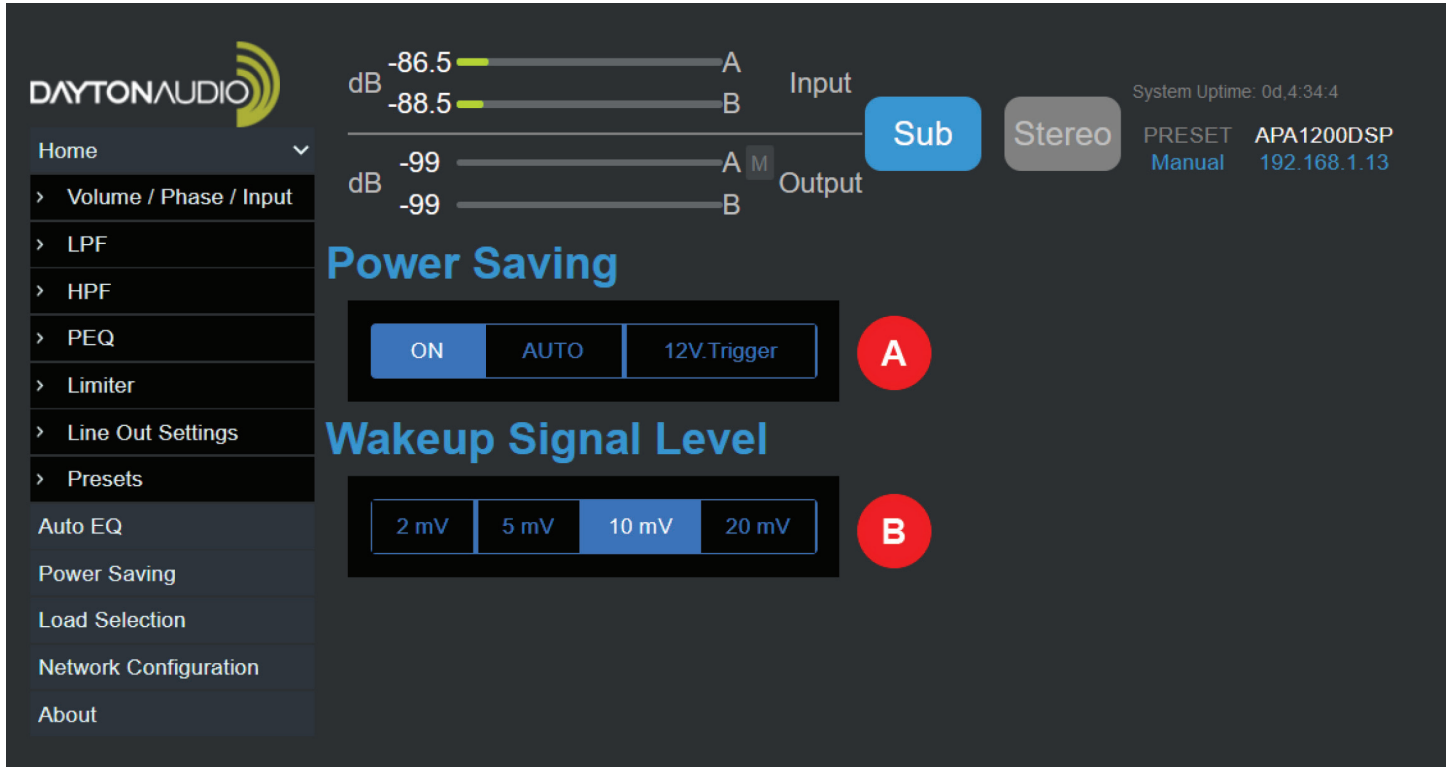 DAYTONAUDIO
Home
Volume / Phase / Input
LPF
HPF
PEQ
Limiter
Line Out Settings
Presets
Auto EQ
Power Saving
Load Selection
Network Configuration
About
dB -86.5 A
-88.5 B
Input
dB -99 A M
-99 B
Output
Sub
Stereo
System Uptime: 0d,4:34:4
PRESET APA1200DSP
Manual 192.168.1.13
Power Saving
ON AUTO 12V.Trigger
A
Wakeup Signal Level
2 mV 5 mV 10 mV 20 mV
B